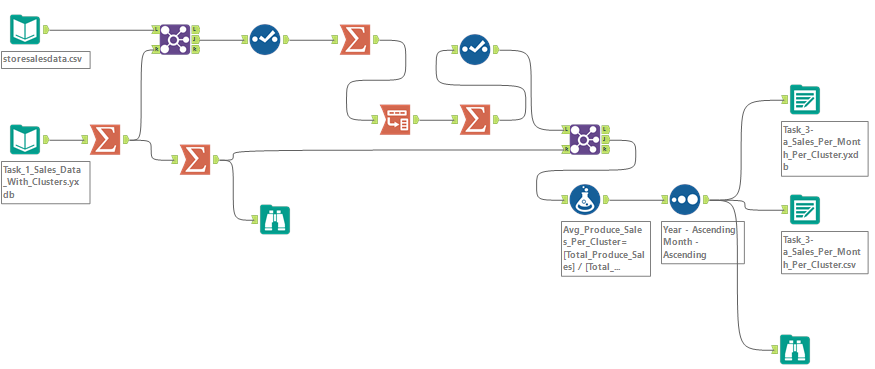 L
L
J
R
R
storesalesdata.csv
Task_1_Sales_Data
_With_Clusters.yx
db
L
L
J
R
R
Avg_Produce_Sale
s_Per_Cluster=
[Total_Produce_Sal
es] / [Total_...
Year - Ascending
Month -
Ascending
Task_3-
a_Sales_Per_Mont
h_Per_Cluster.yxd
b
Task_3-
a_Sales_Per_Mont
h_Per_Cluster.csv